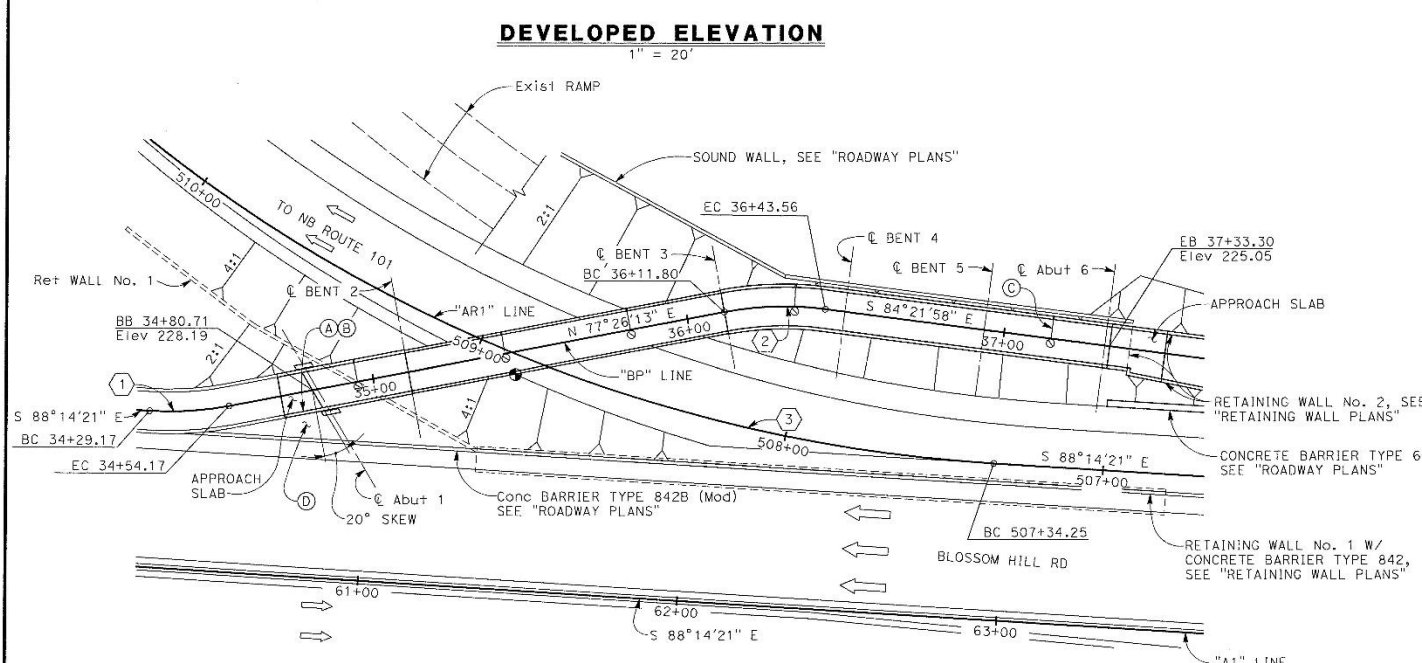 DEVELOPED ELEVATION
1" = 20'
Exist RAMP
SOUND WALL, SEE "ROADWAY PLANS"
510+00
TO NB ROUTE 101
2:1
EC 36+43.56
℄ BENT 4
EB 37+33.30
Elev 225.05
℄ BENT 3
BC 36+11.80
℄ BENT 5
℄ Abut 6
Ret WALL No. 1
4:1
℄ BENT 2
"AR1" LINE
C
APPROACH SLAB
BB 34+80.71
Elev 228.19
A B
N 77°26'13" E
36+00
S 84°21'58" E
2:1
509+00
2
37+00
1
35+00
"BP" LINE
S 88°14'21" E
4:1
3
RETAINING WALL No. 2, SEE
"RETAINING WALL PLANS"
BC 34+29.17
508+00
S 88°14'21" E
CONCRETE BARRIER TYPE 6
SEE "ROADWAY PLANS"
EC 34+54.17
507+00
APPROACH
SLAB
D
℄ Abut 1
20° SKEW
Conc BARRIER TYPE 842B (Mod)
SEE "ROADWAY PLANS"
BC 507+34.25
BLOSSOM HILL RD
RETAINING WALL No. 1 W/
CONCRETE BARRIER TYPE 842,
SEE "RETAINING WALL PLANS"
61+00
62+00
63+00
S 88°14'21" E
"A1" LINE